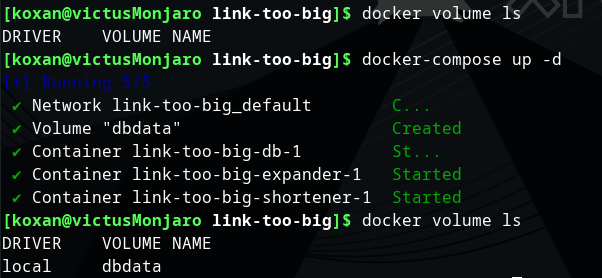 [koxan@victusMonjaro link-too-big]$ docker volume ls
DRIVER    VOLUME NAME
[koxan@victusMonjaro link-too-big]$ docker-compose up -d
[+] Running 5/5
 ✔ Network link-too-big_default        C...
 ✔ Volume "dbdata"                     Created
 ✔ Container link-too-big-db-1         St...
 ✔ Container link-too-big-expander-1   Started
 ✔ Container link-too-big-shortener-1  Started
[koxan@victusMonjaro link-too-big]$ docker volume ls
DRIVER    VOLUME NAME
local     dbdata